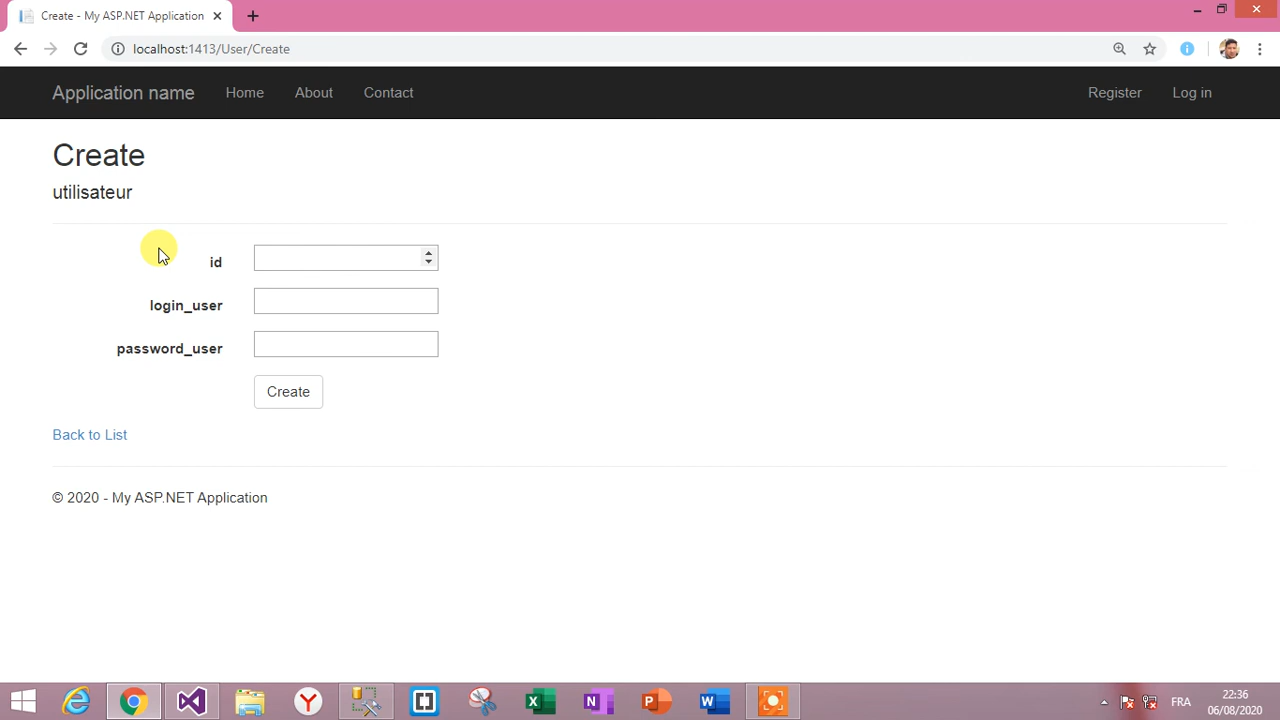 Create - My ASP.NET Application
localhost:1413/User/Create
Application name Home About Contact Register Log in
Create
utilisateur
id
login_user
password_user
Create
Back to List
© 2020 - My ASP.NET Application
FRA
22:36
06/08/2020